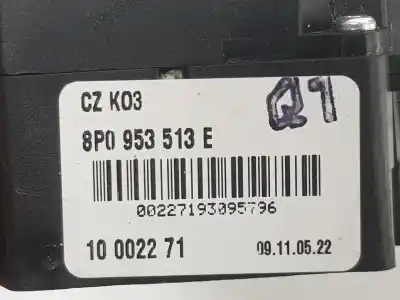 CZ K03
Q1
8P0 953 513 E
00227193095796
10 0022 71
09.11.05.22